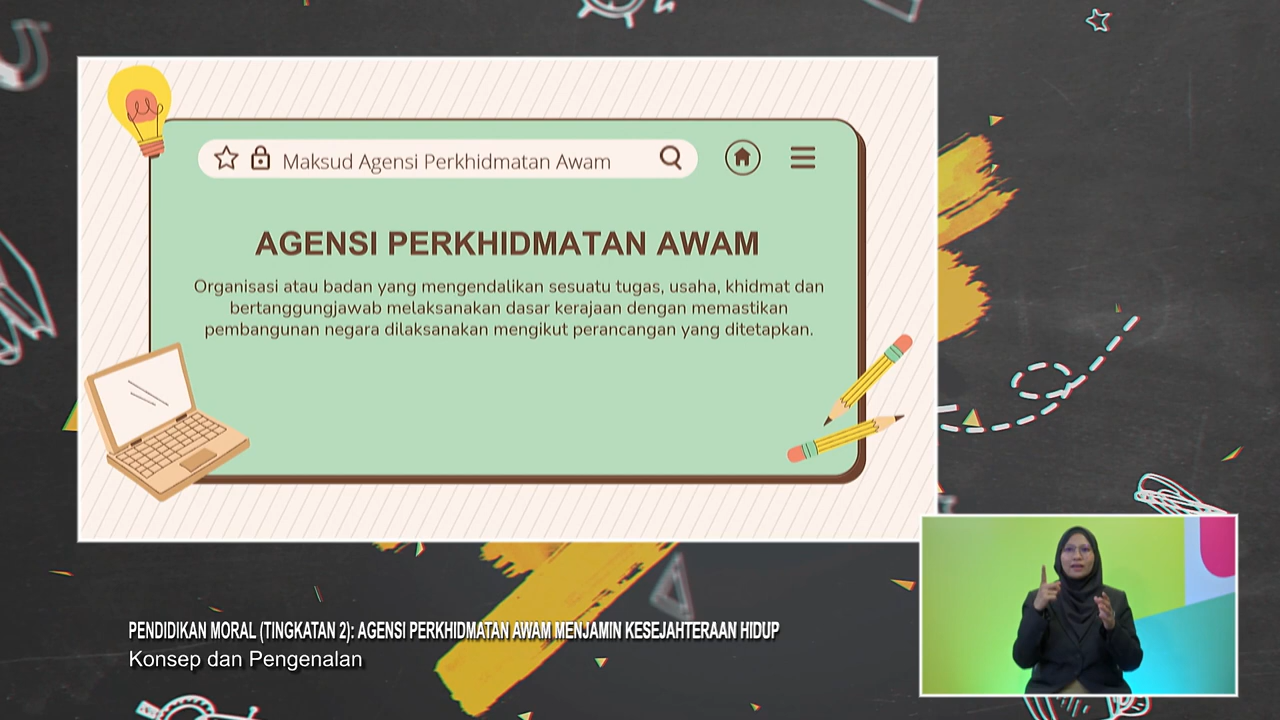 Maksud Agensi Perkhidmatan Awam
AGENSI PERKHIDMATAN AWAM
Organisasi atau badan yang mengendalikan sesuatu tugas, usaha, khidmat dan
bertanggungjawab melaksanakan dasar kerajaan dengan memastikan
pembangunan negara dilaksanakan mengikut perancangan yang ditetapkan.
PENDIDIKAN MORAL (TINGKATAN 2): AGENSI PERKHIDMATAN AWAM MENJAMIN KESEJAHTERAAN HIDUP
Konsep dan Pengenalan